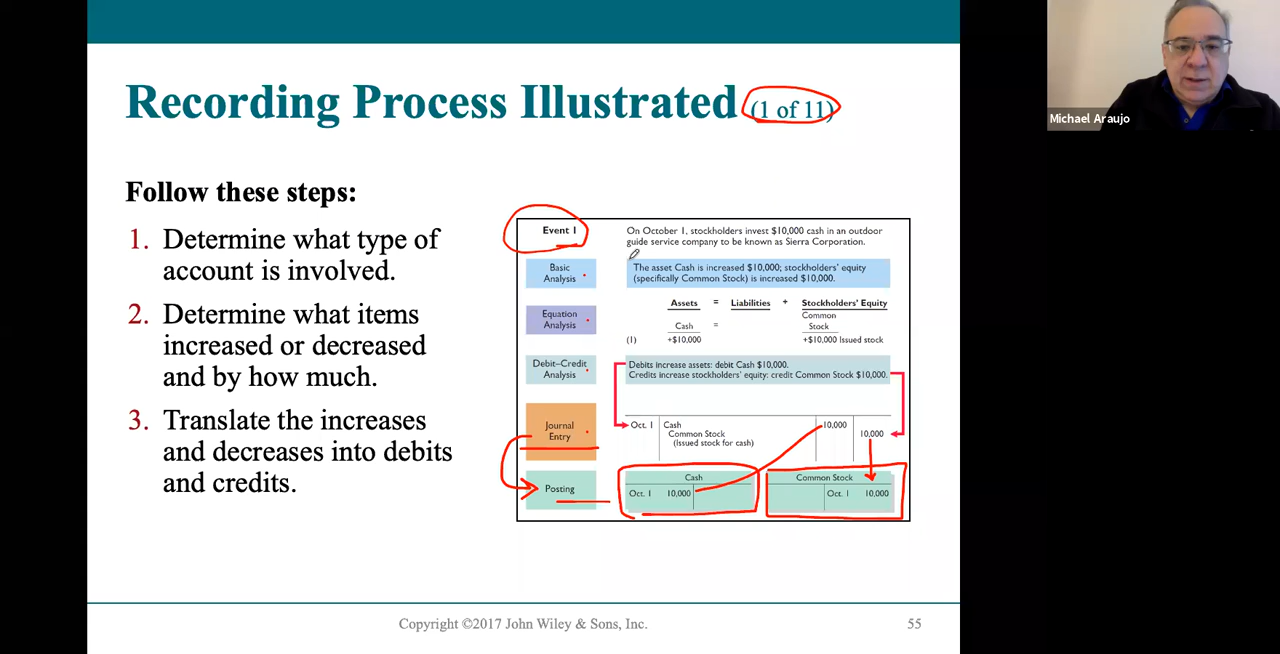 Recording Process Illustrated (1 of 11)
Michael Araujo
Follow these steps:
1. Determine what type of
account is involved.
2. Determine what items
increased or decreased
and by how much.
3. Translate the increases
and decreases into debits
and credits.
Event 1
On October 1, stockholders invest $10,000 cash in an outdoor
guide service company to be known as Sierra Corporation.
Basic
Analysis
The asset Cash is increased $10,000; stockholders' equity
(specifically Common Stock) is increased $10,000.
Equation
Analysis
Assets = Liabilities + Stockholders' Equity
Common
Cash = Stock
(1) +$10,000 +$10,000 Issued stock
Debit–Credit
Analysis
Debits increase assets: debit Cash $10,000.
Credits increase stockholders' equity: credit Common Stock $10,000.
Journal
Entry
Oct. 1 Cash 10,000
Common Stock 10,000
(Issued stock for cash)
Posting
Cash
Oct. 1 10,000
Common Stock
Oct. 1 10,000
Copyright ©2017 John Wiley & Sons, Inc.
55